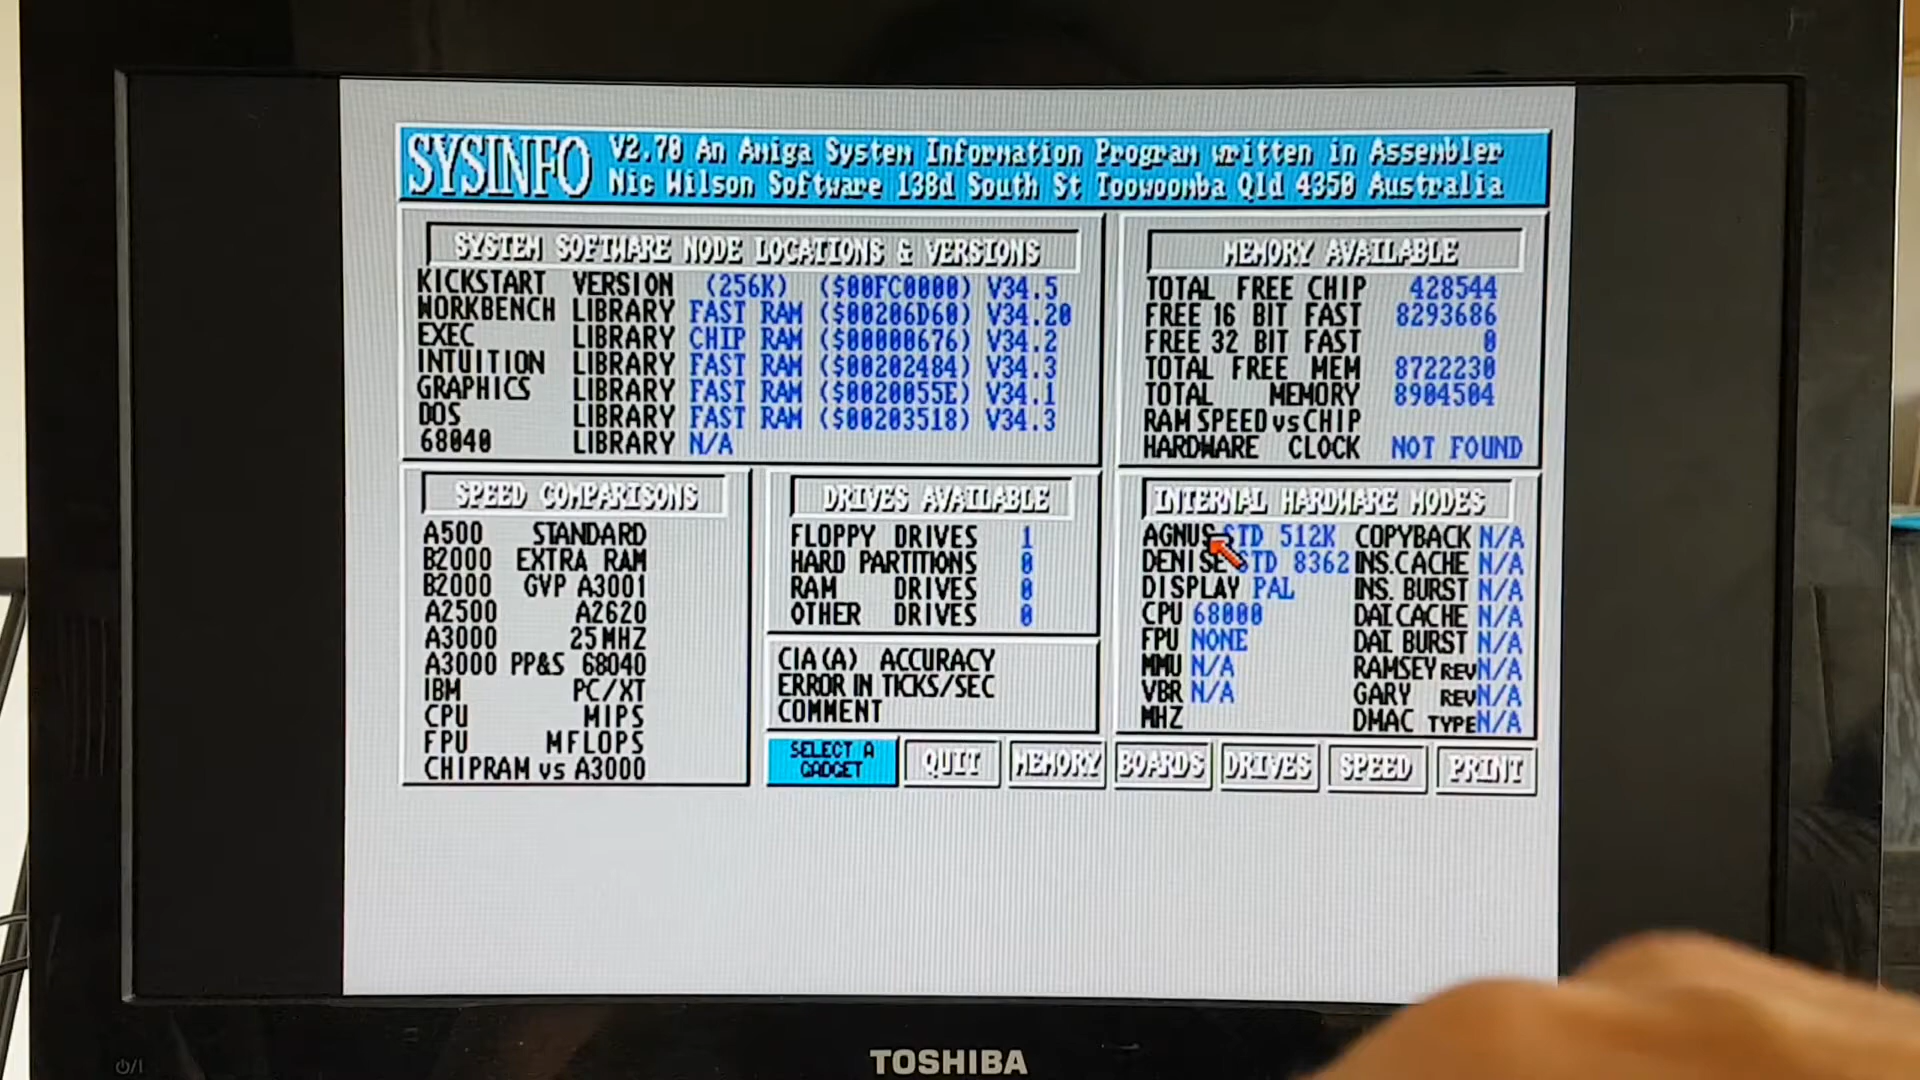 SYSINFO
V2.70 An Amiga System Information Program written in Assembler
Nic Wilson Software 138d South St Toowoomba Qld 4350 Australia
SYSTEM SOFTWARE NODE LOCATIONS & VERSIONS
KICKSTART VERSION (256K) ($00FC0000) V34.5
WORKBENCH LIBRARY FAST RAM ($00206D60) V34.20
EXEC LIBRARY CHIP RAM ($00000676) V34.2
INTUITION LIBRARY FAST RAM ($00202484) V34.3
GRAPHICS LIBRARY FAST RAM ($0020055E) V34.1
DOS LIBRARY FAST RAM ($00203518) V34.3
68040 LIBRARY N/A
MEMORY AVAILABLE
TOTAL FREE CHIP 428544
FREE 16 BIT FAST 8293686
FREE 32 BIT FAST 0
TOTAL FREE MEM 8722230
TOTAL MEMORY 8904504
RAM SPEED vs CHIP
HARDWARE CLOCK NOT FOUND
SPEED COMPARISONS
A500 STANDARD
B2000 EXTRA RAM
B2000 GVP A3001
A2500 A2620
A3000 25MHZ
A3000 PP&S 68040
IBM PC/XT
CPU MIPS
FPU MFLOPS
CHIPRAM vs A3000
DRIVES AVAILABLE
FLOPPY DRIVES 1
HARD PARTITIONS 0
RAM DRIVES 0
OTHER DRIVES 0
CIA(A) ACCURACY
ERROR IN TICKS/SEC
COMMENT
INTERNAL HARDWARE MODES
AGNUS STD 512K COPYBACK N/A
DENISE STD 8362 INS.CACHE N/A
DISPLAY PAL INS. BURST N/A
CPU 68000 DAT.CACHE N/A
FPU NONE DAT BURST N/A
MMU N/A RAMSEY REV N/A
VBR N/A GARY REV N/A
MHZ DMAC TYPE N/A
SELECT A
GADGET
QUIT
MEMORY
BOARDS
DRIVES
SPEED
PRINT
TOSHIBA